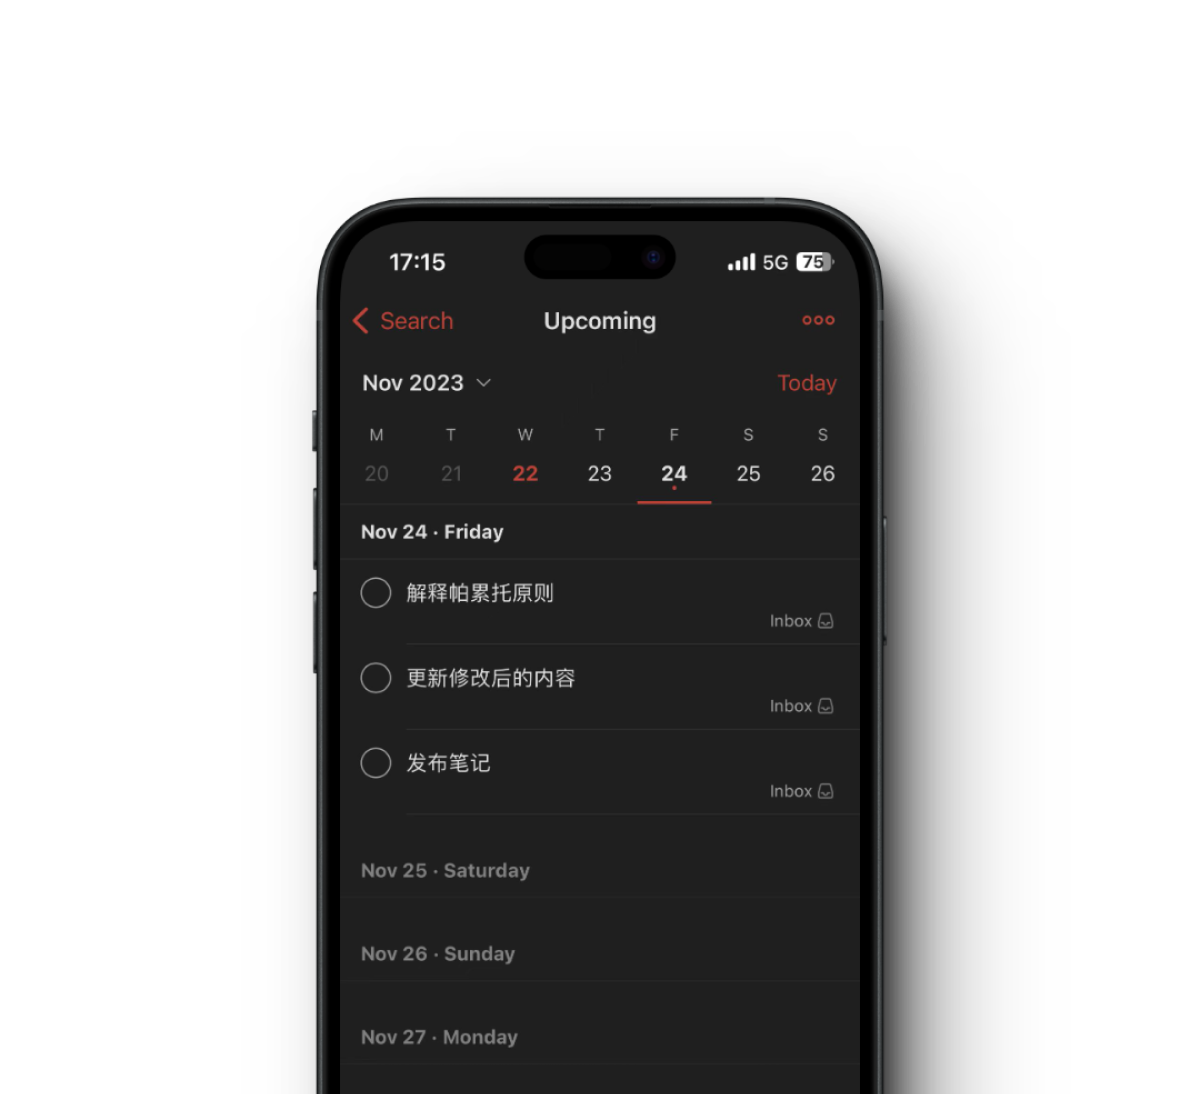 17:15 5G 75
Search Upcoming
Nov 2023 Today
M T W T F S S
20 21 22 23 24 25 26
Nov 24 · Friday
解释帕累托原则
Inbox
更新修改后的内容
Inbox
发布笔记
Inbox
Nov 25 · Saturday
Nov 26 · Sunday
Nov 27 · Monday